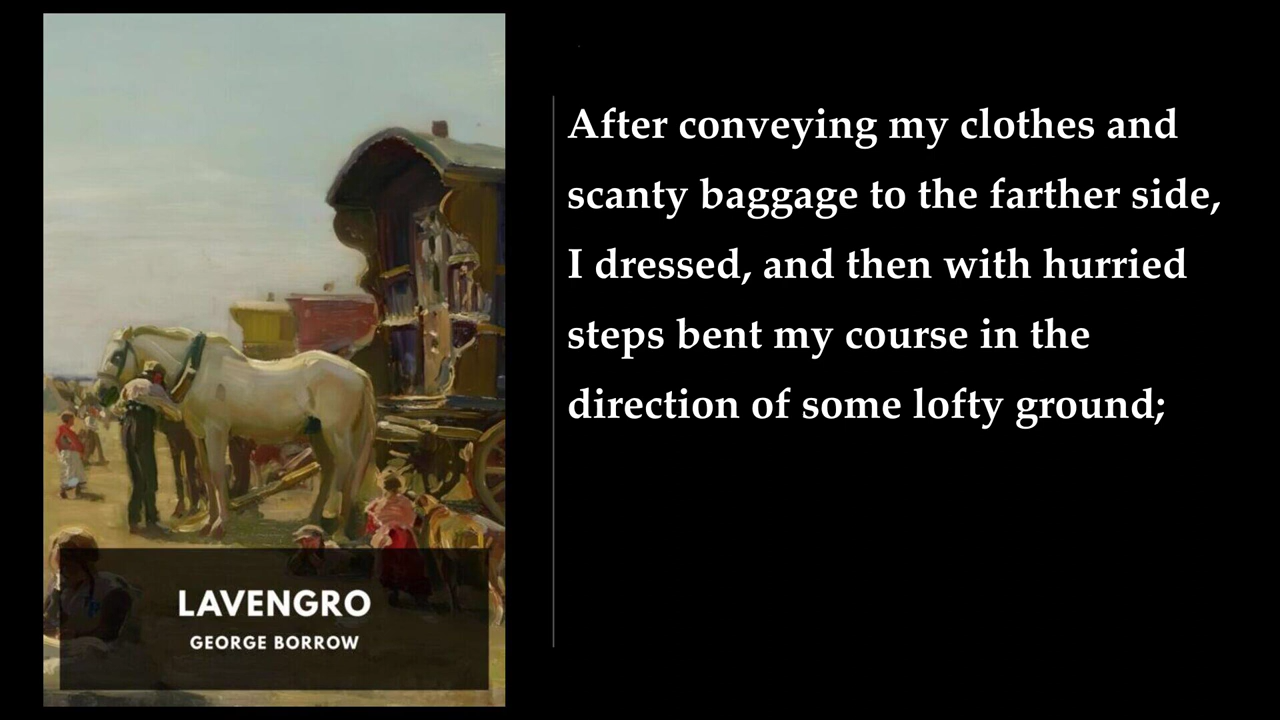 After conveying my clothes and
scanty baggage to the farther side,
I dressed, and then with hurried
steps bent my course in the
direction of some lofty ground;
LAVENGRO
GEORGE BORROW